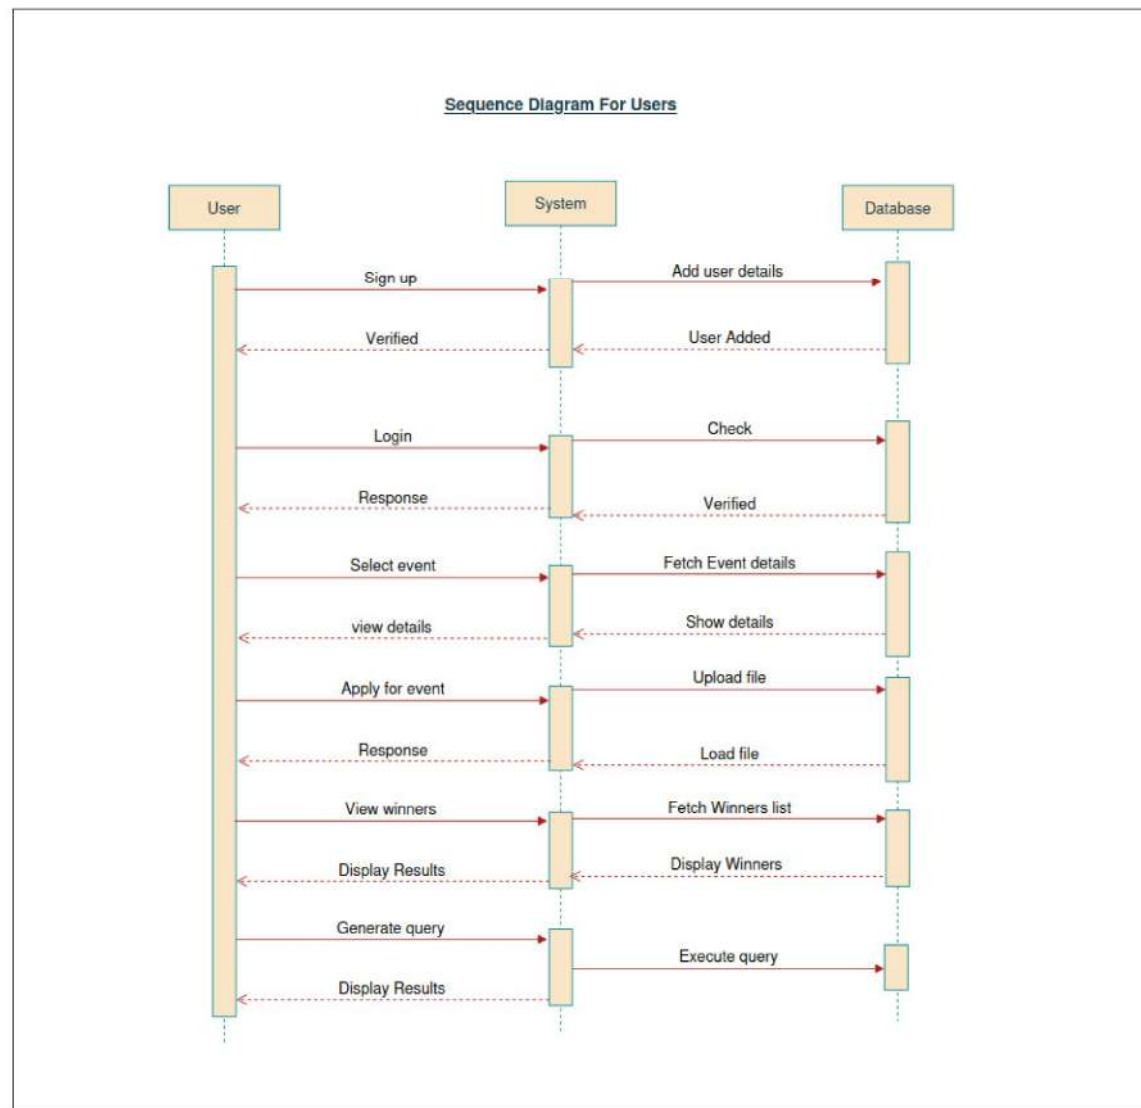 Sequence Diagram For Users
User
System
Database
Sign up
Add user details
Verified
User Added
Login
Check
Response
Verified
Select event
Fetch Event details
view details
Show details
Apply for event
Upload file
Response
Load file
View winners
Fetch Winners list
Display Results
Display Winners
Generate query
Execute query
Display Results